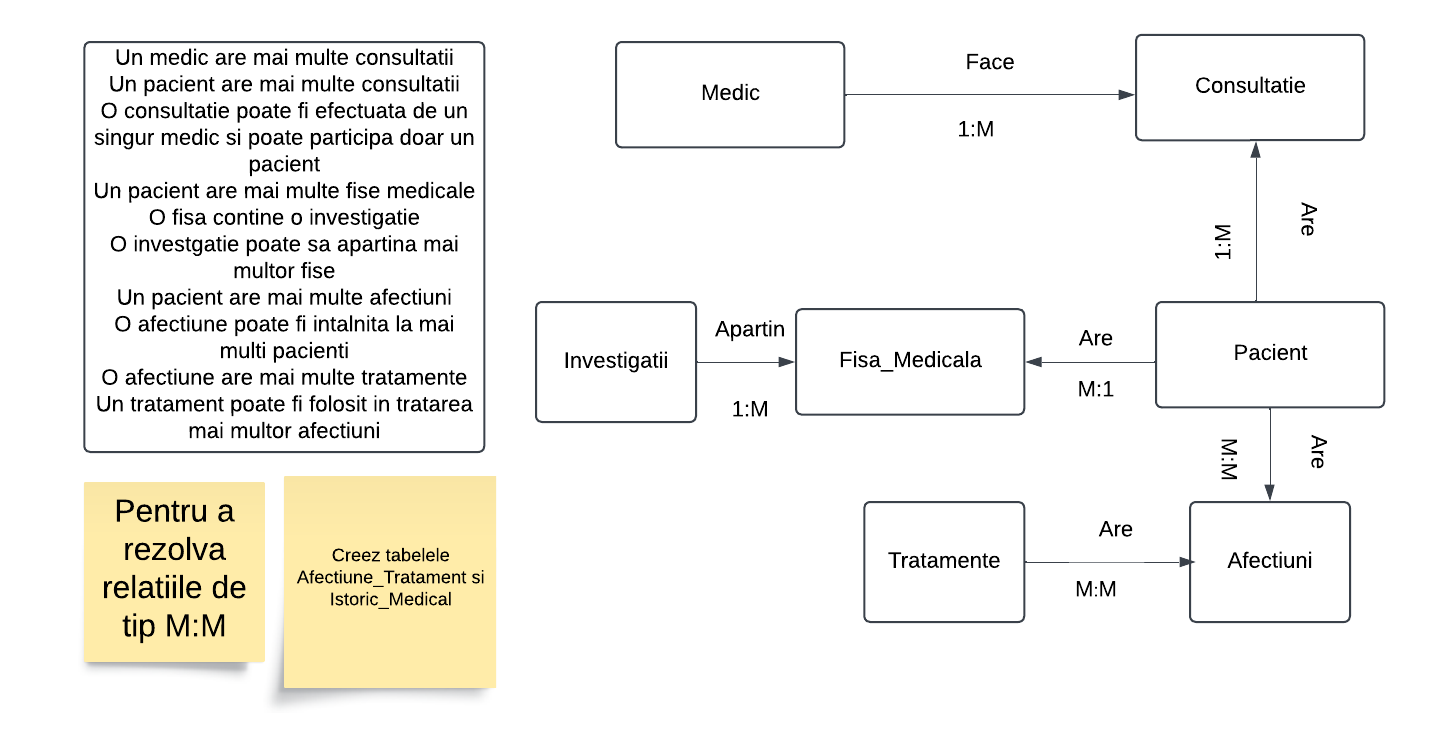 Un medic are mai multe consultatii
Un pacient are mai multe consultatii
O consultatie poate fi efectuata de un
singur medic si poate participa doar un
pacient
Un pacient are mai multe fise medicale
O fisa contine o investigatie
O investgatie poate sa apartina mai
multor fise
Un pacient are mai multe afectiuni
O afectiune poate fi intalnita la mai
multi pacienti
O afectiune are mai multe tratamente
Un tratament poate fi folosit in tratarea
mai multor afectiuni
Pentru a
rezolva
relatiile de
tip M:M
Creez tabelele
Afectiune_Tratament si
Istoric_Medical
Medic
Face
1:M
Consultatie
Are
1:M
Investigatii
Apartin
1:M
Fisa_Medicala
Are
M:1
Pacient
Are
M:M
Tratamente
Are
M:M
Afectiuni